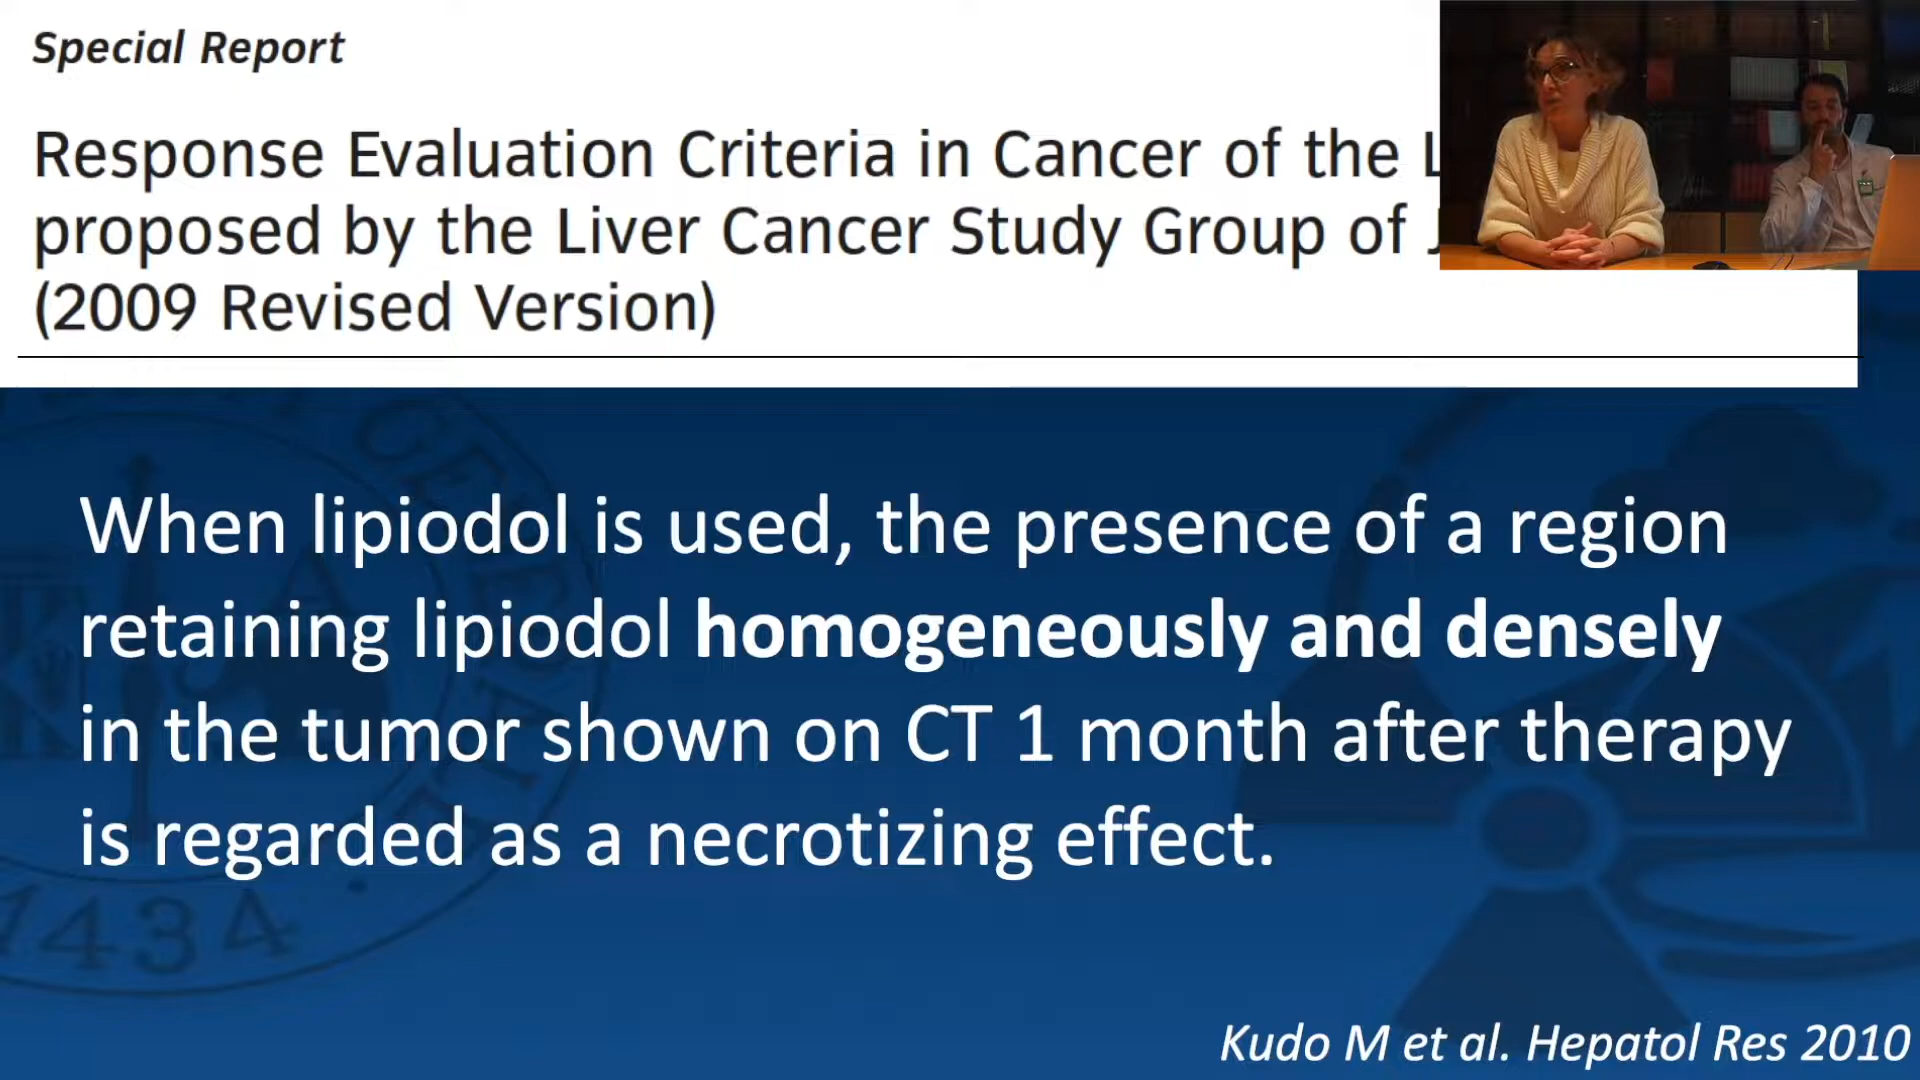 Special Report
Response Evaluation Criteria in Cancer of the
proposed by the Liver Cancer Study Group of
(2009 Revised Version)
When lipiodol is used, the presence of a region
retaining lipiodol homogeneously and densely
in the tumor shown on CT 1 month after therapy
is regarded as a necrotizing effect.
1434
Kudo M et al. Hepatol Res 2010